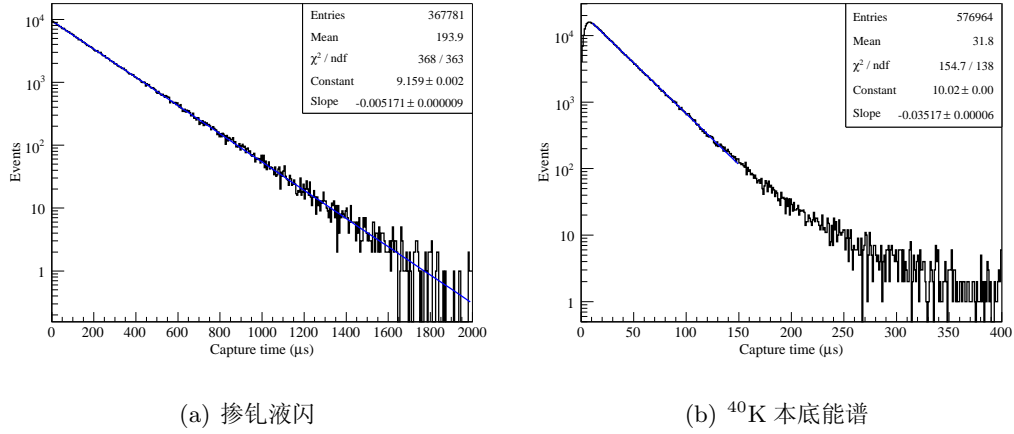 Entries 367781
Mean 193.9
χ² / ndf 368 / 363
Constant 9.159 ± 0.002
Slope -0.005171 ± 0.000009
10⁴
10³
10²
10
1
Events
0 200 400 600 800 1000 1200 1400 1600 1800 2000
Capture time (μs)
(a) 掺钆液闪
Entries 576964
Mean 31.8
χ² / ndf 154.7 / 138
Constant 10.02 ± 0.00
Slope -0.03517 ± 0.00006
10⁴
10³
10²
10
1
Events
0 50 100 150 200 250 300 350 400
Capture time (μs)
(b) ⁴⁰K 本底能谱